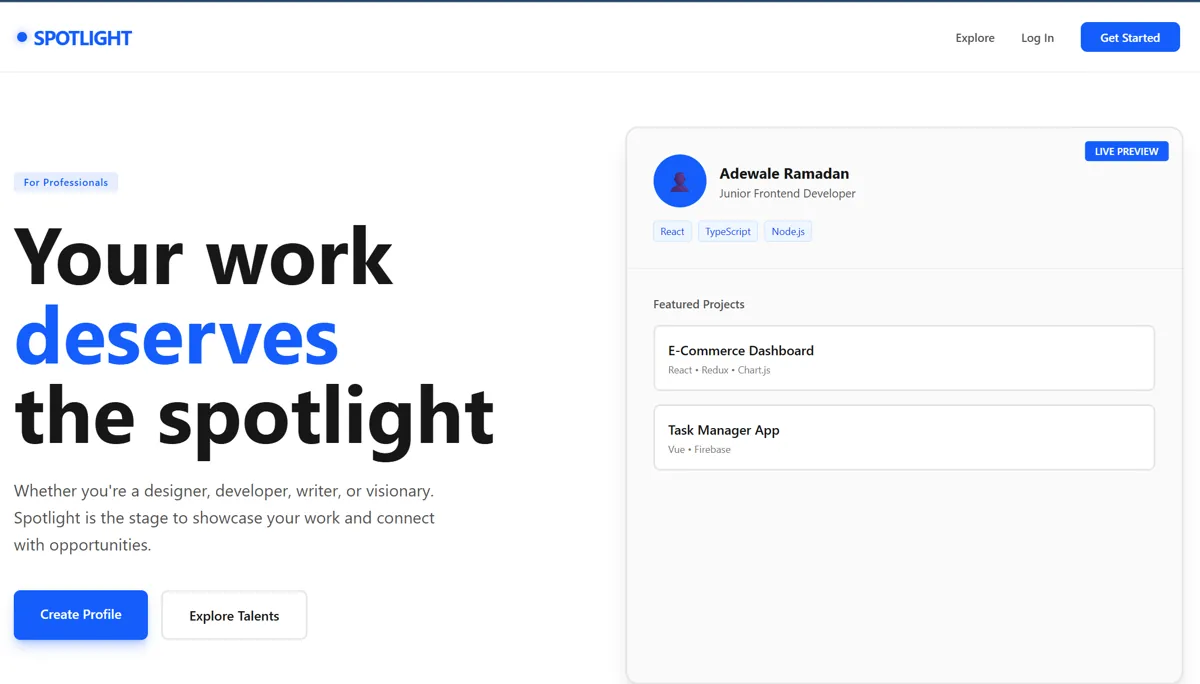 SPOTLIGHT
Explore
Log In
Get Started
For Professionals
Your work
deserves
the spotlight
Whether you're a designer, developer, writer, or visionary.
Spotlight is the stage to showcase your work and connect
with opportunities.
Create Profile
Explore Talents
LIVE PREVIEW
Adewale Ramadan
Junior Frontend Developer
React
TypeScript
Node.js
Featured Projects
E-Commerce Dashboard
React • Redux • Chart.js
Task Manager App
Vue • Firebase